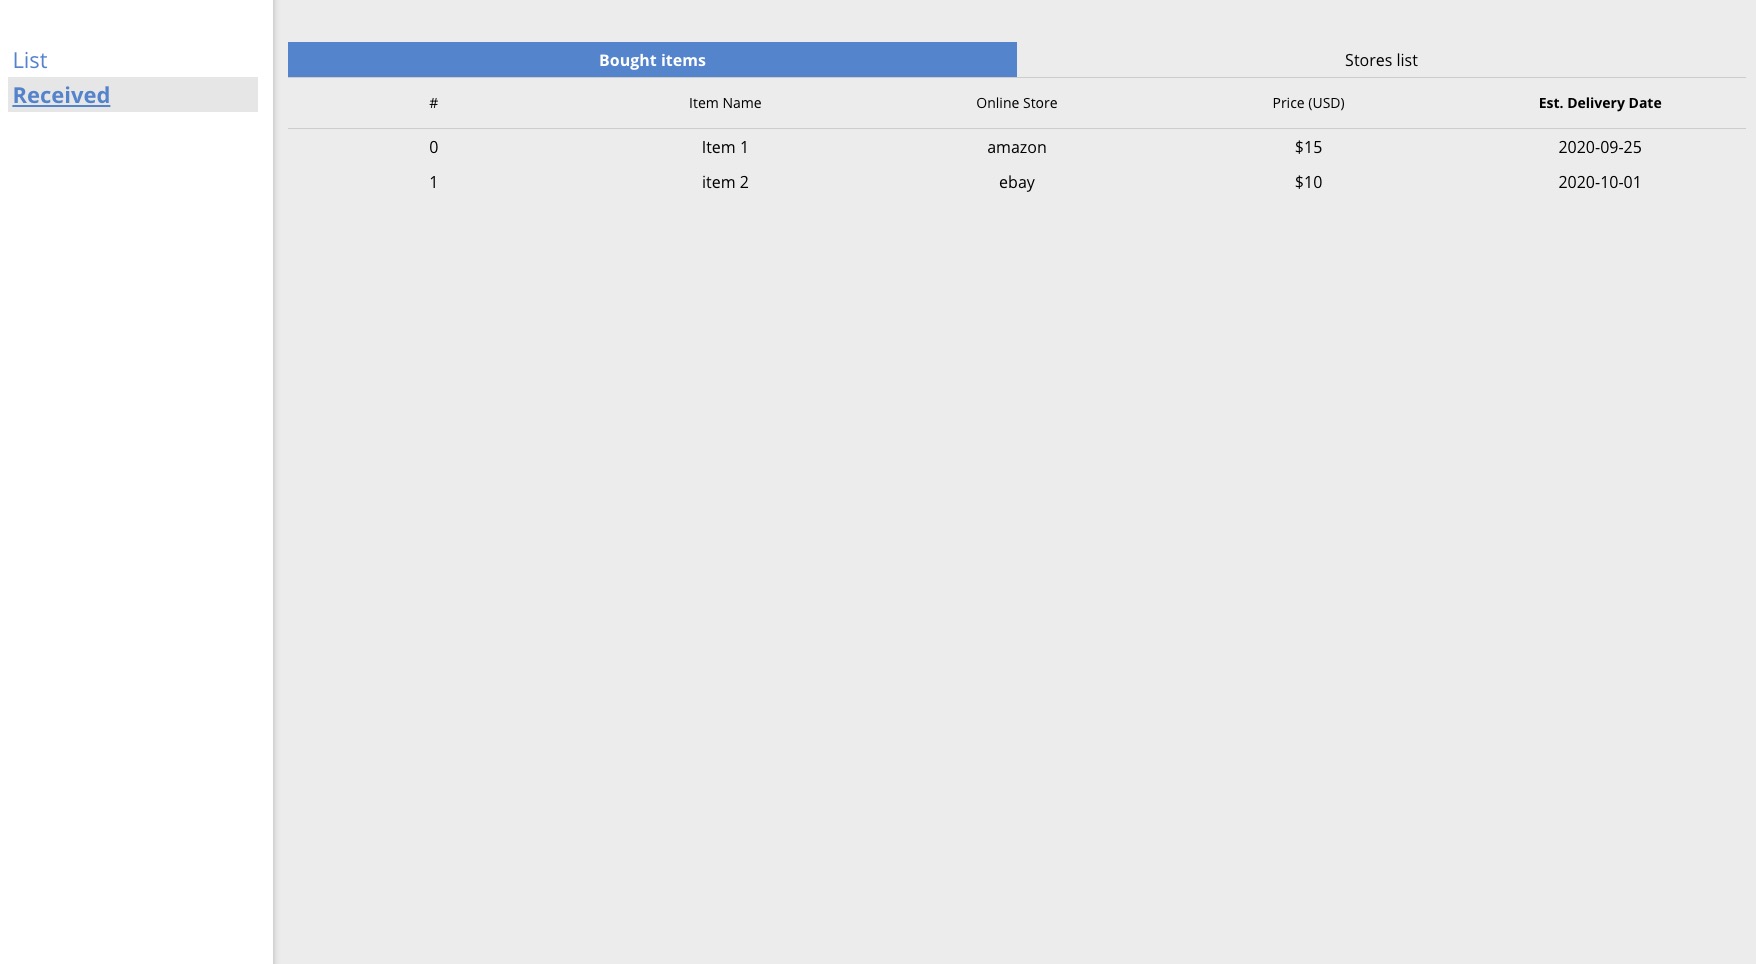 List
Received
Bought items
Stores list
# Item Name Online Store Price (USD) Est. Delivery Date
0 Item 1 amazon $15 2020-09-25
1 item 2 ebay $10 2020-10-01